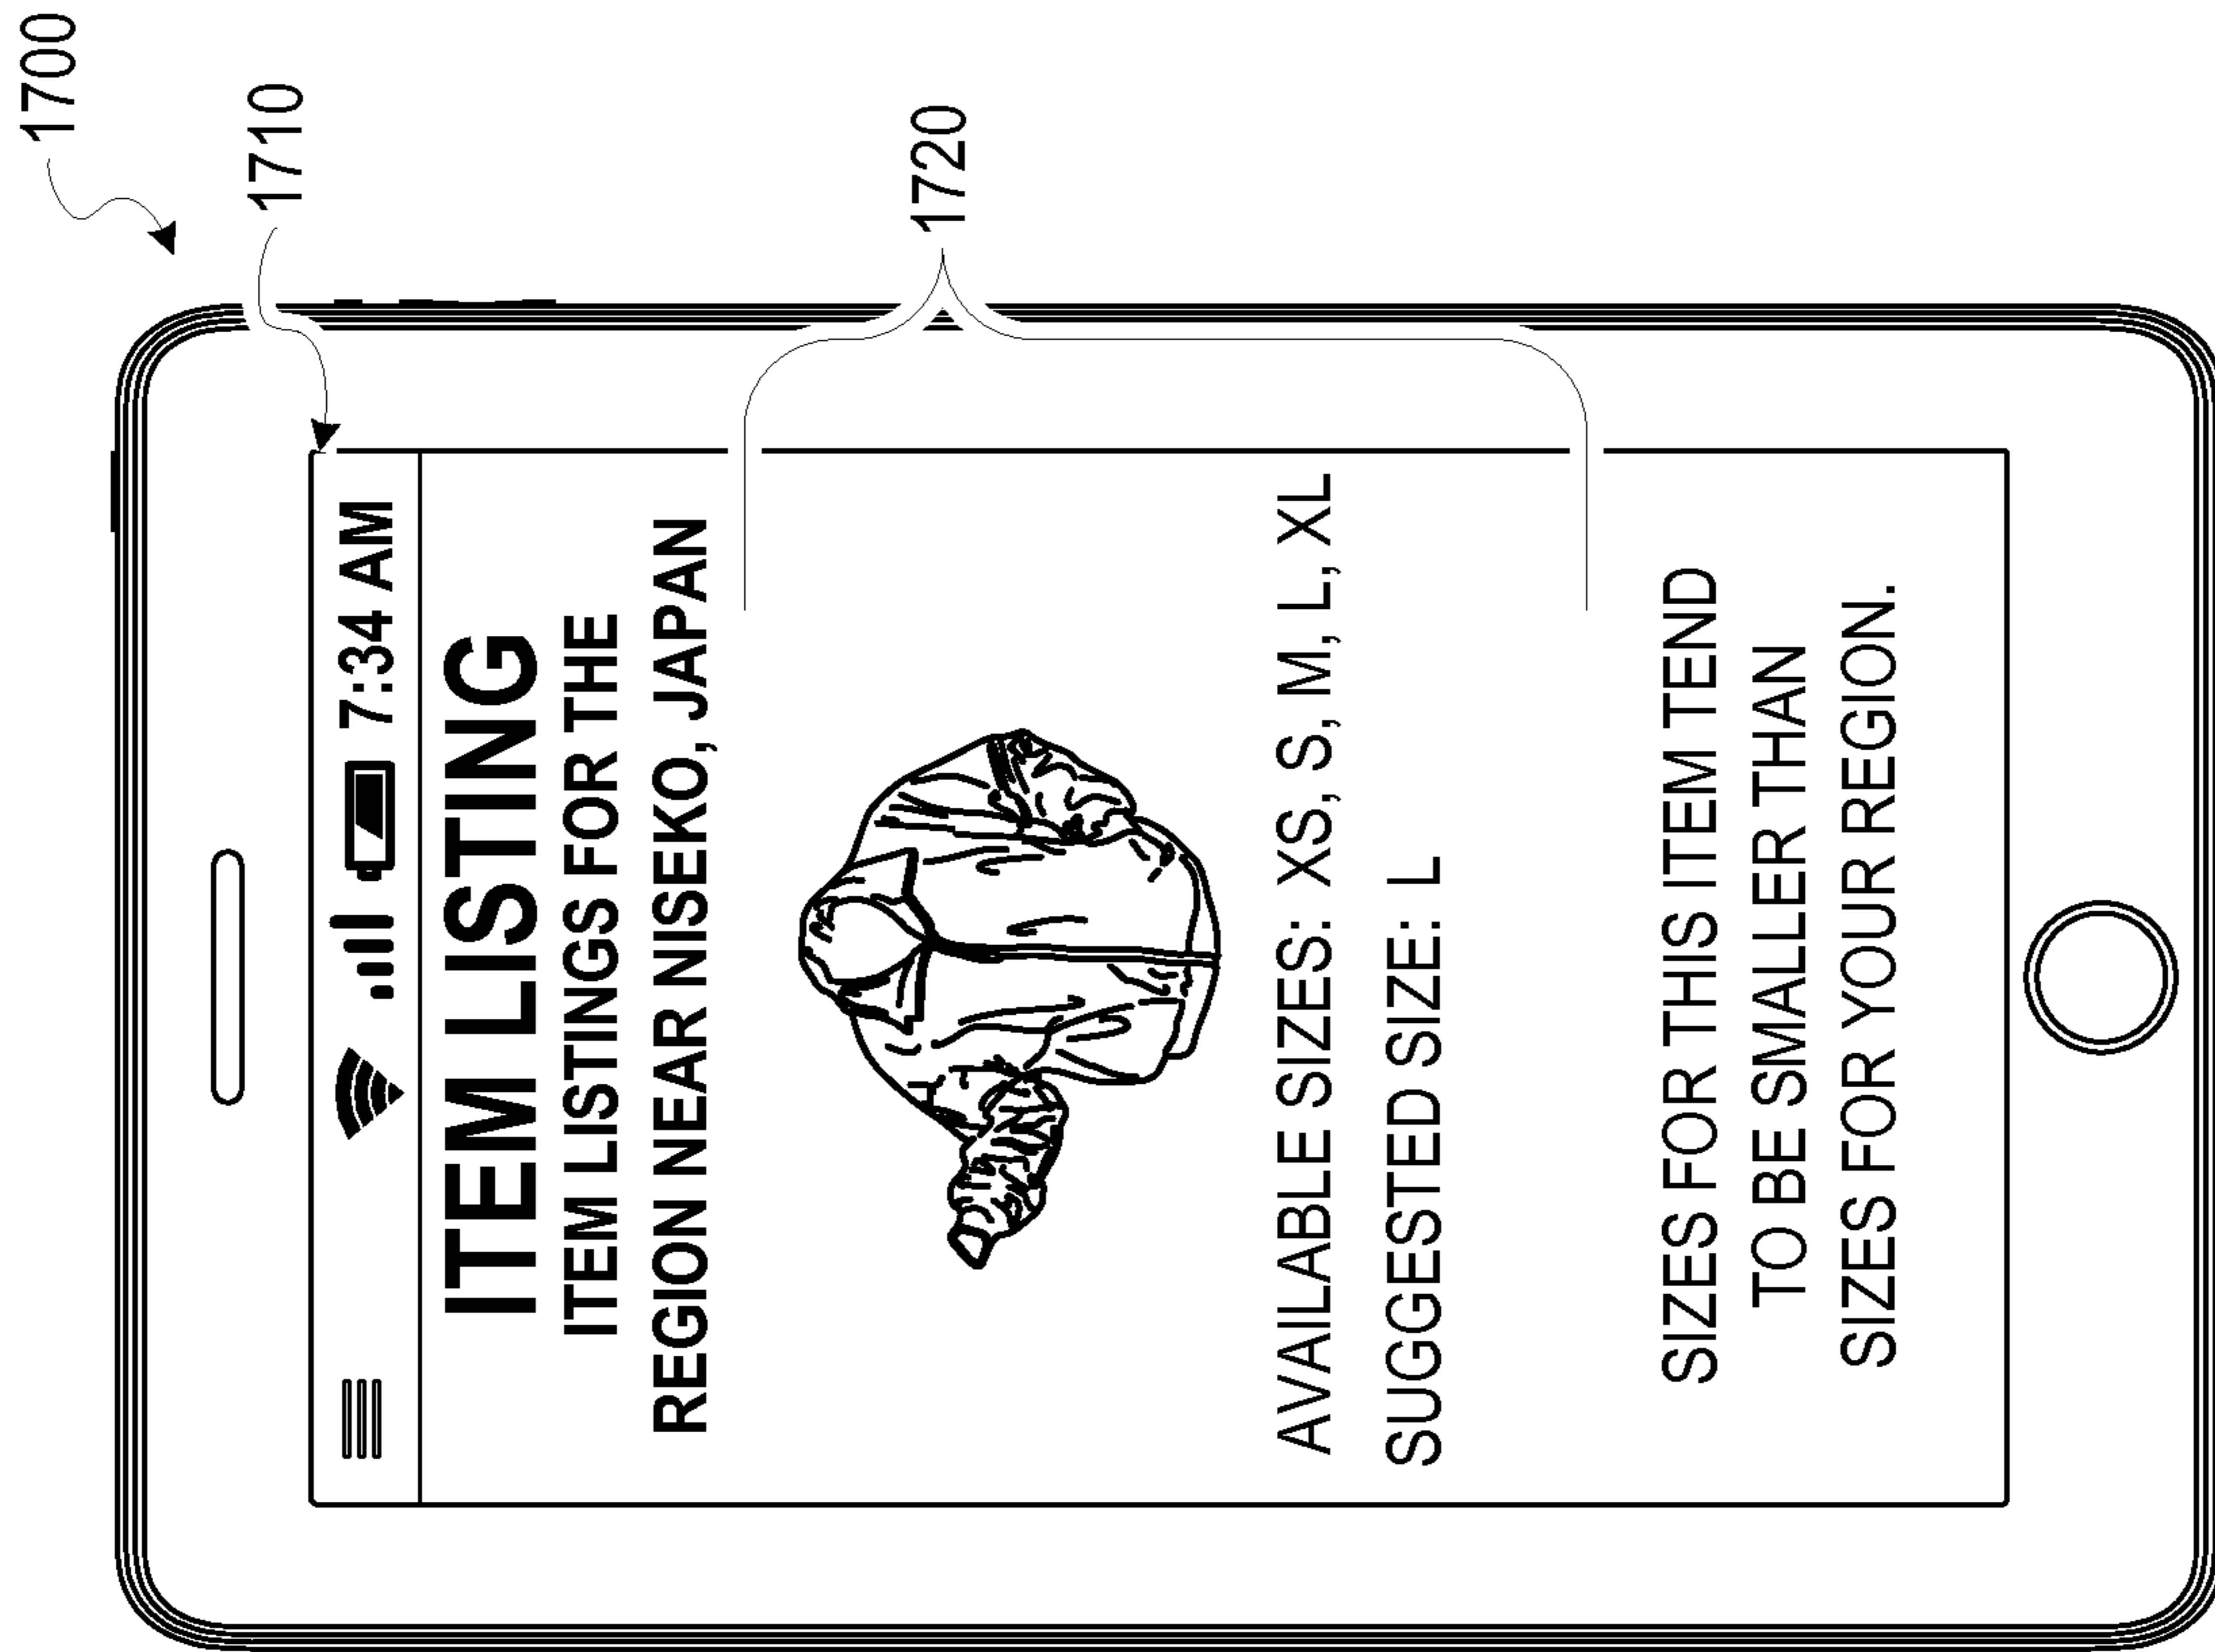 1700
1710
7:34 AM
ITEM LISTING
ITEM LISTINGS FOR THE
REGION NEAR NISEKO, JAPAN
1720
AVAILABLE SIZES: XS, S, M, L, XL
SUGGESTED SIZE: L
SIZES FOR THIS ITEM TEND
TO BE SMALLER THAN
SIZES FOR YOUR REGION.